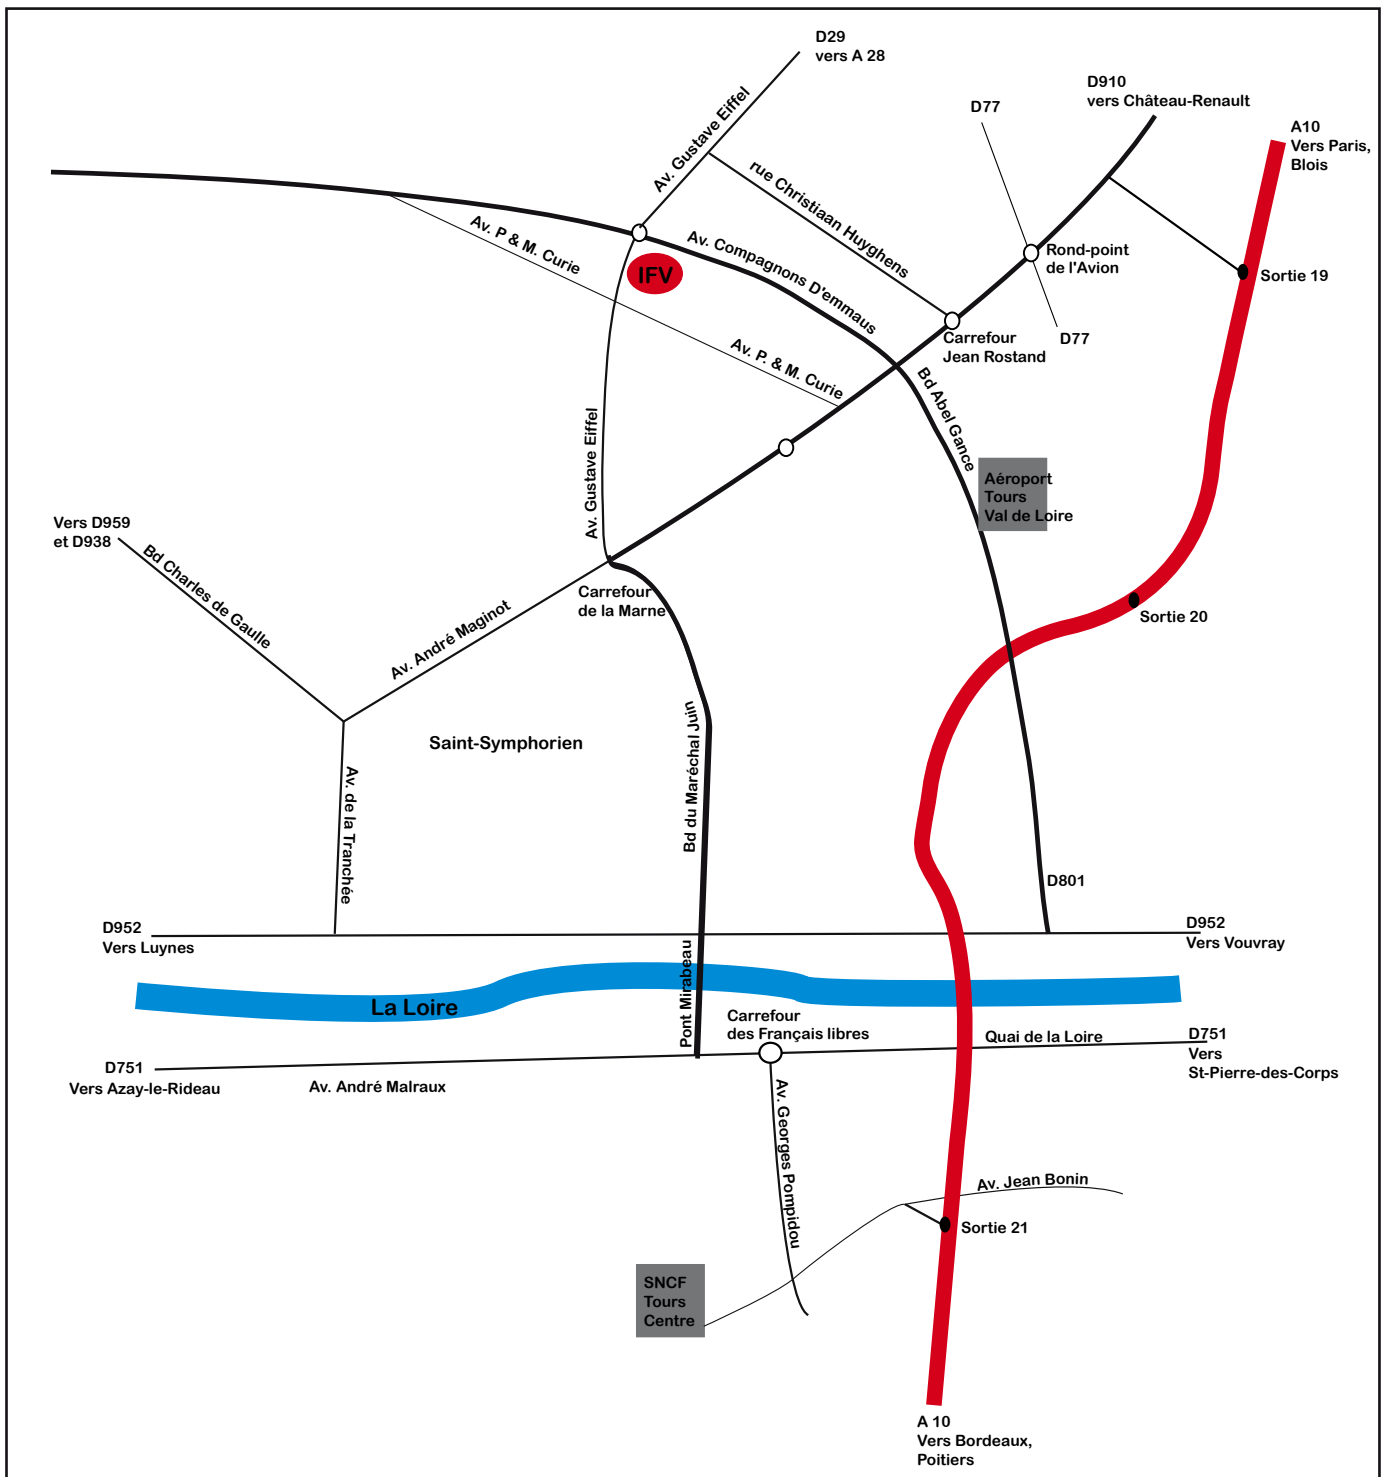 D29
vers A 28
D910
vers Château-Renault
D77
A10
Vers Paris,
Blois
Av. Gustave Eiffel
rue Christiaan Huyghens
Av. P & M. Curie
Av. Compagnons D'emmaus
Rond-point
de l'Avion
IFV
Sortie 19
Carrefour
Jean Rostand
D77
Av. P. & M. Curie
Bd Abel Gance
Av. Gustave Eiffel
Aéroport
Tours
Val de Loire
Vers D959
et D938
Bd Charles de Gaulle
Carrefour
de la Marne
Av. André Maginot
Sortie 20
Saint-Symphorien
Bd du Maréchal Juin
Av. de la Tranchée
D801
D952
Vers Luynes
D952
Vers Vouvray
Pont Mirabeau
La Loire
Carrefour
des Français libres
Quai de la Loire
D751
Vers
St-Pierre-des-Corps
D751
Vers Azay-le-Rideau
Av. André Malraux
Av. Georges Pompidou
Av. Jean Bonin
Sortie 21
SNCF
Tours
Centre
A 10
Vers Bordeaux,
Poitiers